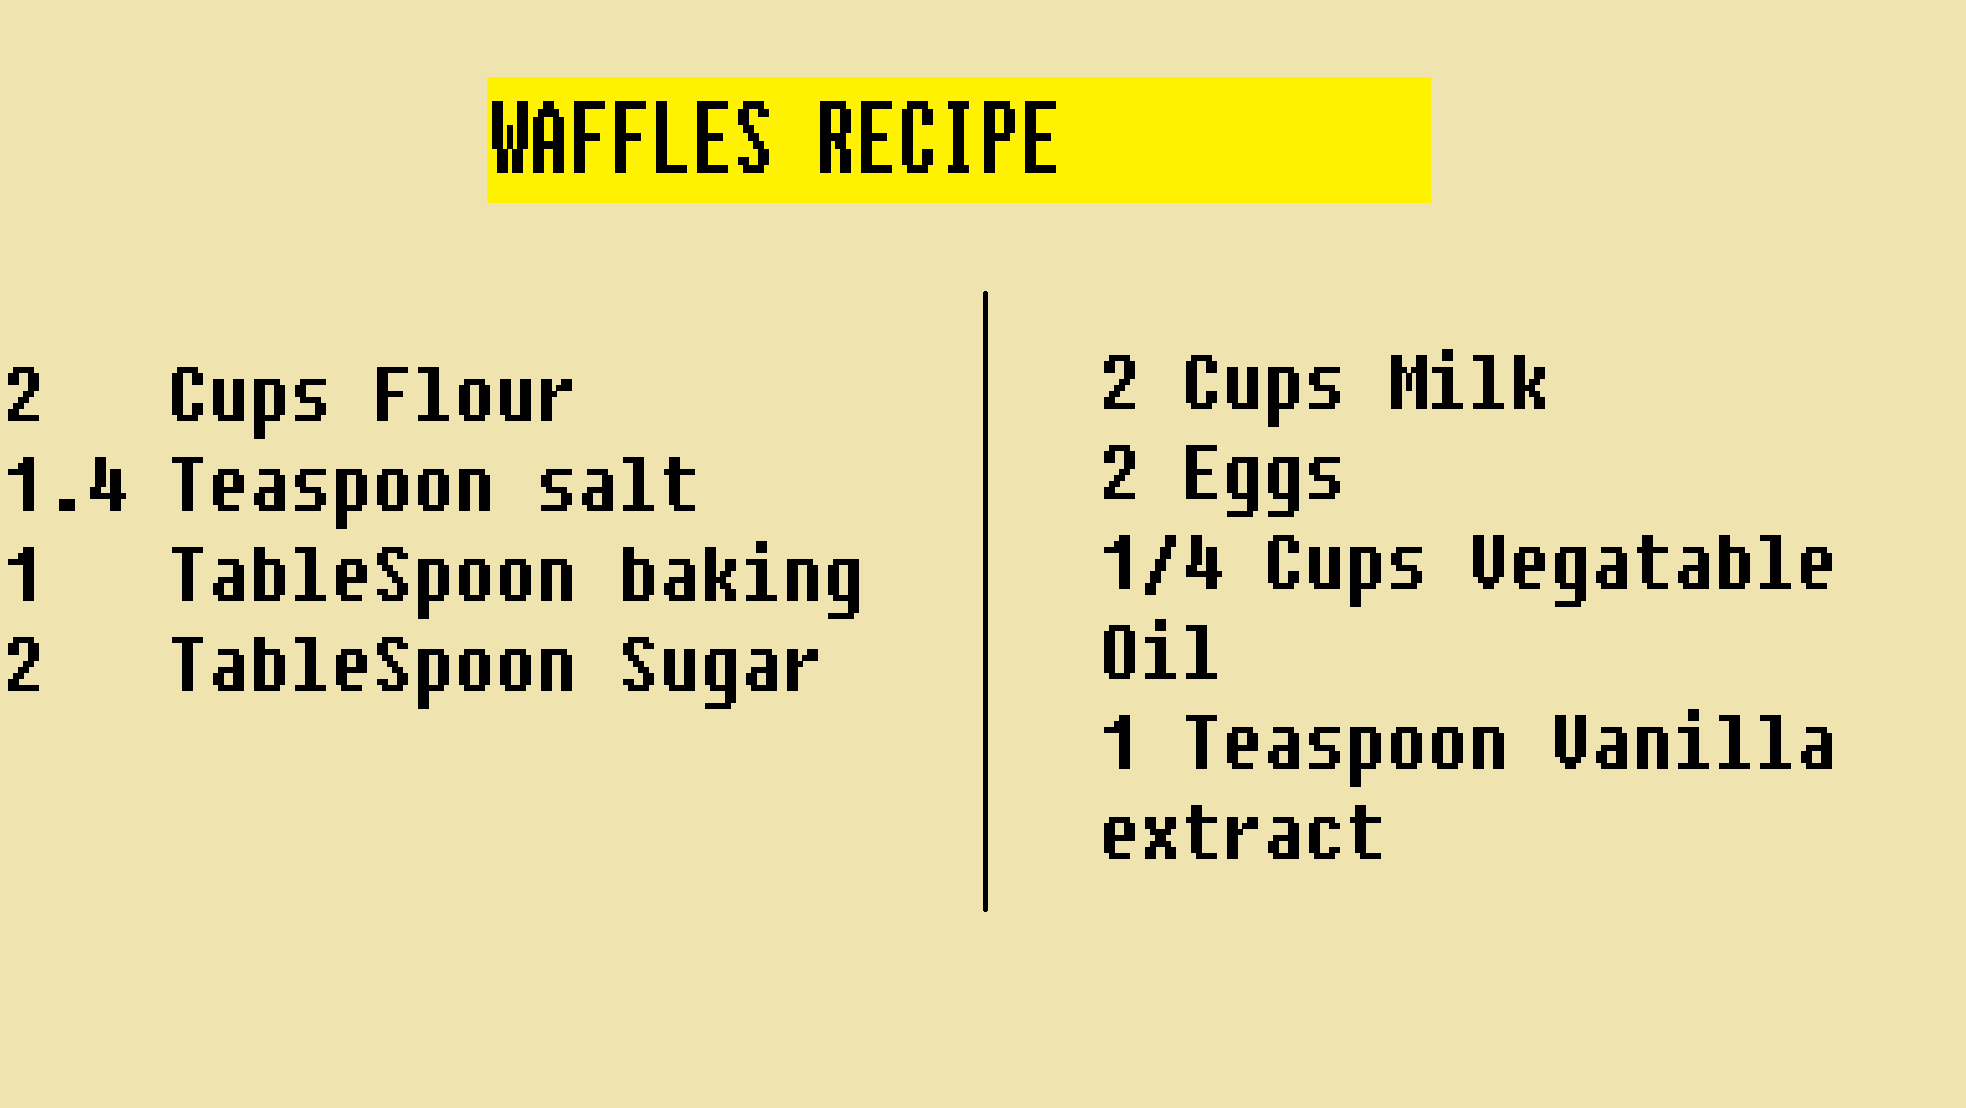 WAFFLES RECIPE
2 Cups Flour
1.4 Teaspoon salt
1 TableSpoon baking
2 TableSpoon Sugar
2 Cups Milk
2 Eggs
1/4 Cups Vegatable
Oil
1 Teaspoon Vanilla
extract